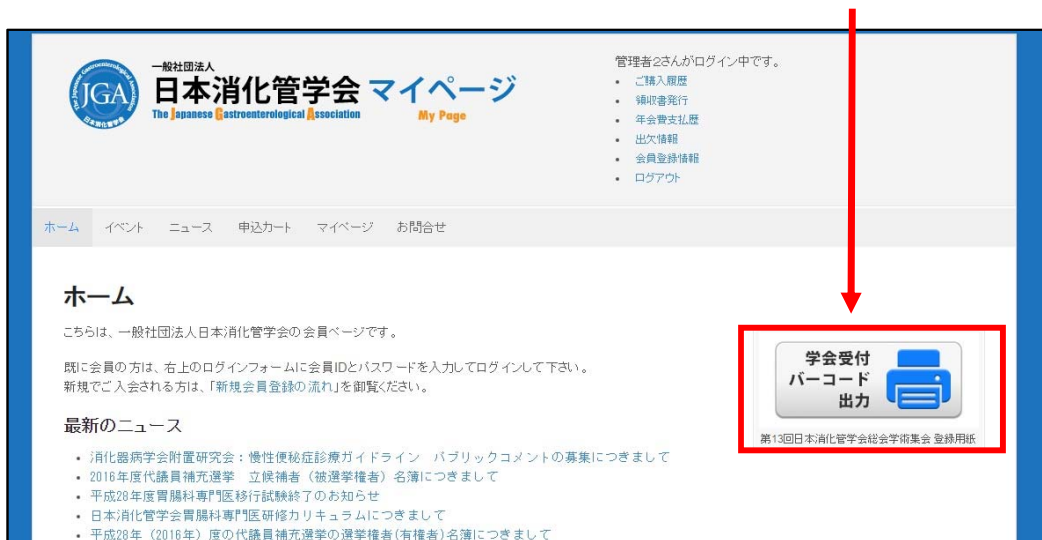 一般社団法人
日本消化管学会 マイページ
The Japanese Gastroenterological Association My Page
JGA
日本消化管学会
管理者2さんがログイン中です。
・ ご購入履歴
・ 領収書発行
・ 年会費支払歴
・ 出欠情報
・ 会員登録情報
・ ログアウト
ホーム イベント ニュース 申込カート マイページ お問合せ
ホーム
こちらは、一般社団法人日本消化管学会の会員ページです。
既に会員の方は、右上のログインフォームに会員IDとパスワードを入力してログインして下さい。
新規でご入会される方は、「新規会員登録の流れ」を御覧ください。
学会受付
バーコード
出力
第13回日本消化管学会総会学術集会 登録用紙
最新のニュース
・ 消化器病学会附置研究会：慢性便秘症診療ガイドライン パブリックコメントの募集につきまして
・ 2016年度代議員補充選挙 立候補者（被選挙権者）名簿につきまして
・ 平成28年度胃腸科専門医移行試験終了のお知らせ
・ 日本消化管学会胃腸科専門医研修カリキュラムにつきまして
・ 平成28年（2016年）度の代議員補充選挙の選挙権者(有権者)名簿につきまして